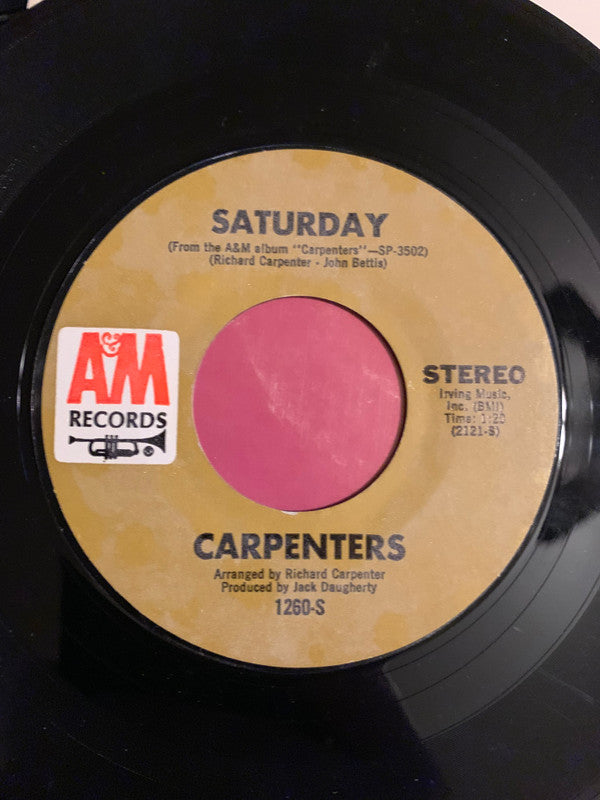 SATURDAY
(From the A&M album "Carpenters"—SP-3502)
(Richard Carpenter - John Bettis)
A&M
RECORDS
STEREO
Irving Music,
Inc. (BMI)
Time: 1:20
(2121-S)
CARPENTERS
Arranged by Richard Carpenter
Produced by Jack Daugherty
1260-S